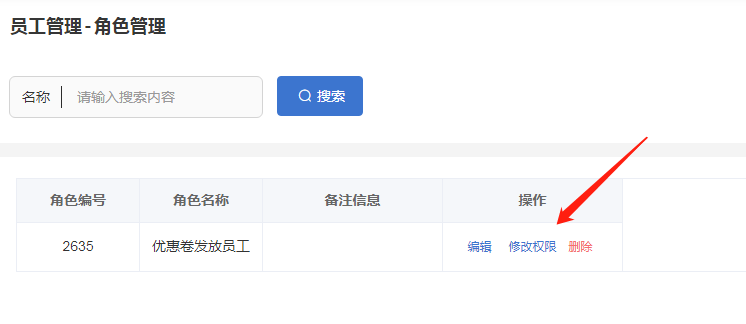 员工管理-角色管理
名称 请输入搜索内容 搜索
角色编号 角色名称 备注信息 操作
2635 优惠卷发放员工 编辑 修改权限 删除